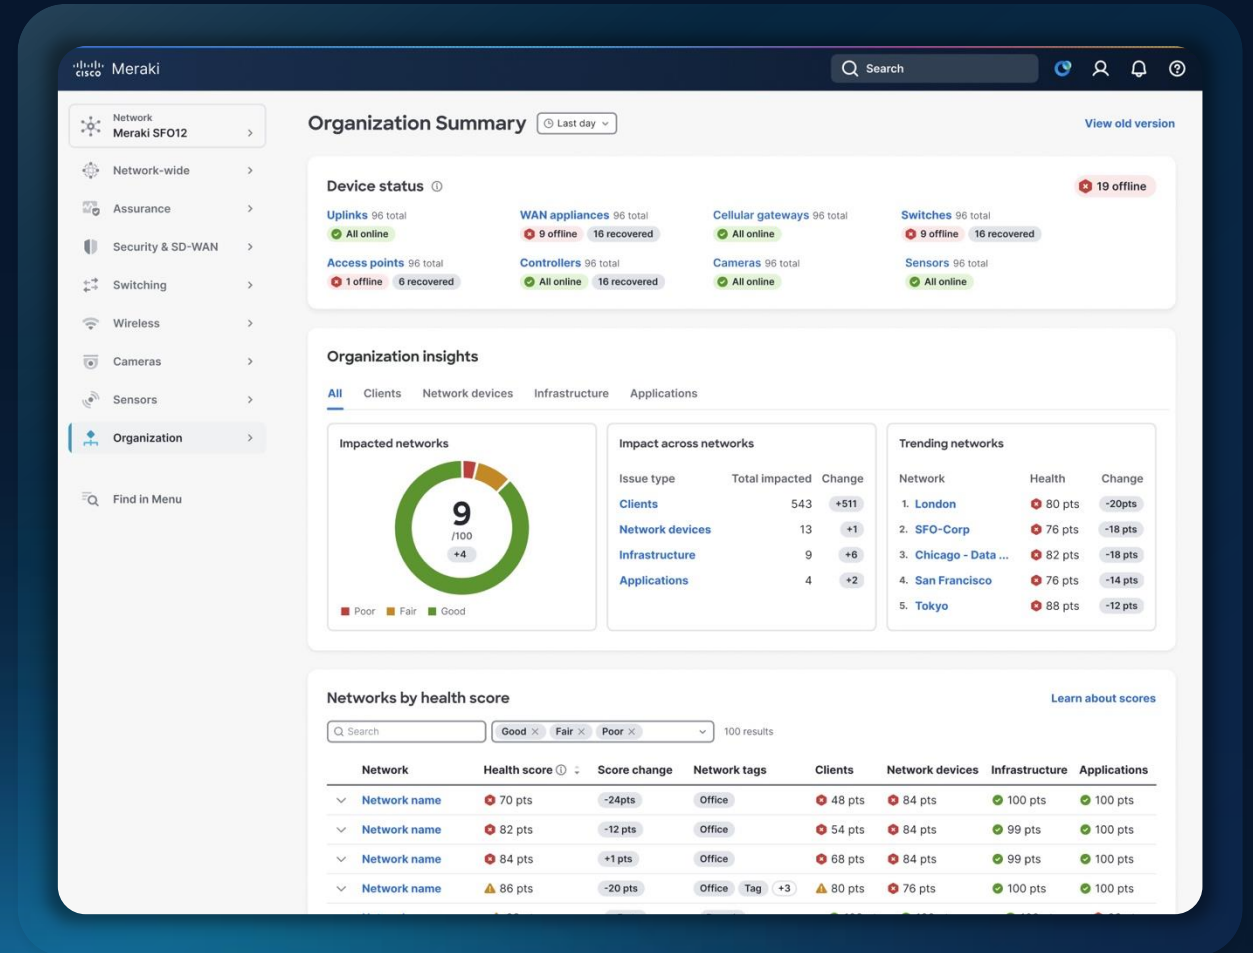 CISCO Meraki
Search
Network
Meraki SFO12
Network-wide
Assurance
Security & SD-WAN
Switching
Wireless
Cameras
Sensors
Organization
Find in Menu
Organization Summary Last day
View old version
Device status
19 offline
Uplinks 96 total
All online
WAN appliances 96 total
9 offline 16 recovered
Cellular gateways 96 total
All online
Switches 96 total
9 offline 16 recovered
Access points 96 total
1 offline 6 recovered
Controllers 96 total
All online 16 recovered
Cameras 96 total
All online
Sensors 96 total
All online
Organization insights
All Clients Network devices Infrastructure Applications
Impacted networks
9
/100
+4
Poor Fair Good
Impact across networks
Issue type Total impacted Change
Clients 543 +511
Network devices 13 +1
Infrastructure 9 +6
Applications 4 +2
Trending networks
Network Health Change
1. London 80 pts -20pts
2. SFO-Corp 76 pts -18 pts
3. Chicago - Data ... 82 pts -18 pts
4. San Francisco 76 pts -14 pts
5. Tokyo 88 pts -12 pts
Networks by health score
Learn about scores
Search
Good Fair Poor
100 results
Network Health score Score change Network tags Clients Network devices Infrastructure Applications
Network name 70 pts -24pts Office 48 pts 84 pts 100 pts 100 pts
Network name 82 pts -12 pts Office 54 pts 84 pts 99 pts 100 pts
Network name 84 pts +1 pts Office 68 pts 84 pts 99 pts 100 pts
Network name 86 pts -20 pts Office Tag +3 80 pts 76 pts 100 pts 100 pts